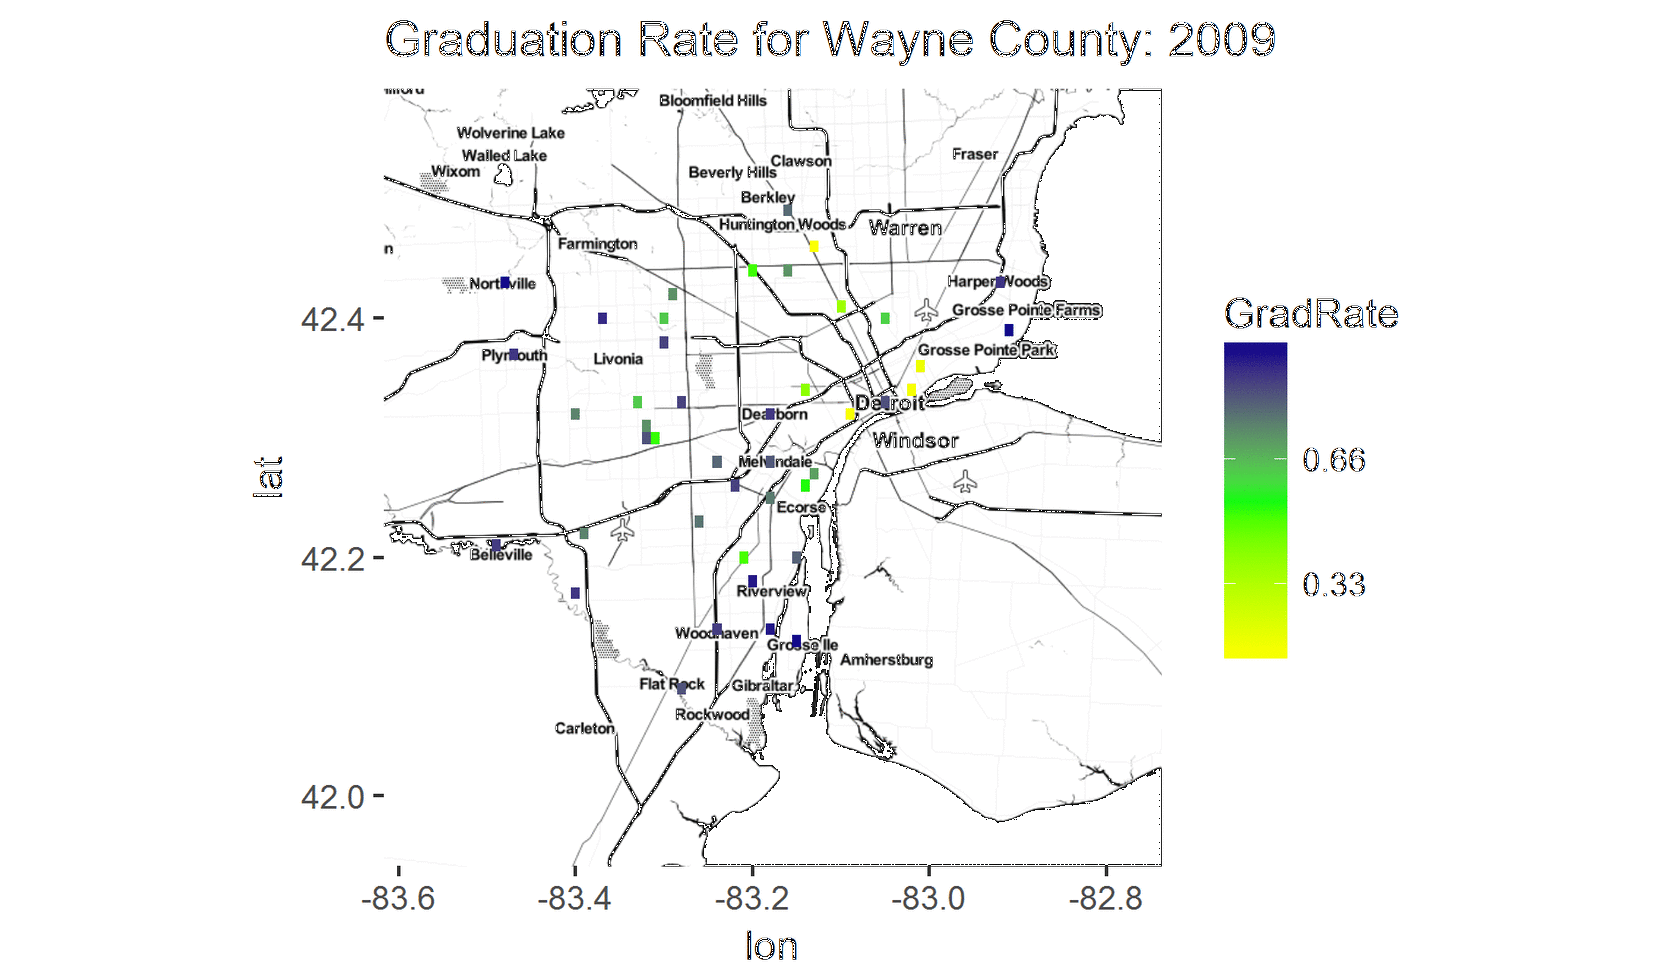 Graduation Rate for Wayne County: 2009
Bloomfield Hills
Wolverine Lake
Walled Lake
Wixom
Clawson
Fraser
Beverly Hills
Berkley
Huntington Woods
Warren
Farmington
n
Northville
Harper Woods
Grosse Pointe Farms
42.4
Plymouth
Livonia
Grosse Pointe Park
Dearborn
Detroit
Windsor
Melvindale
Ecorse
42.2
Belleville
Riverview
Woodhaven
Grosse Ile
Amherstburg
Flat Rock
Gibraltar
Rockwood
Carleton
42.0
lat
-83.6
-83.4
-83.2
-83.0
-82.8
lon
GradRate
0.66
0.33